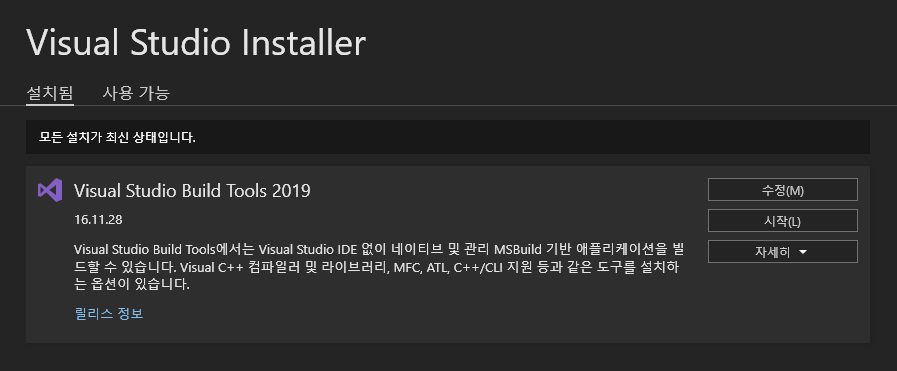 Visual Studio Installer
설치됨 사용 가능
모든 설치가 최신 상태입니다.
Visual Studio Build Tools 2019
16.11.28
Visual Studio Build Tools에서는 Visual Studio IDE 없이 네이티브 및 관리 MSBuild 기반 애플리케이션을 빌
드할 수 있습니다. Visual C++ 컴파일러 및 라이브러리, MFC, ATL, C++/CLI 지원 등과 같은 도구를 설치하
는 옵션이 있습니다.
릴리스 정보
수정(M)
시작(L)
자세히